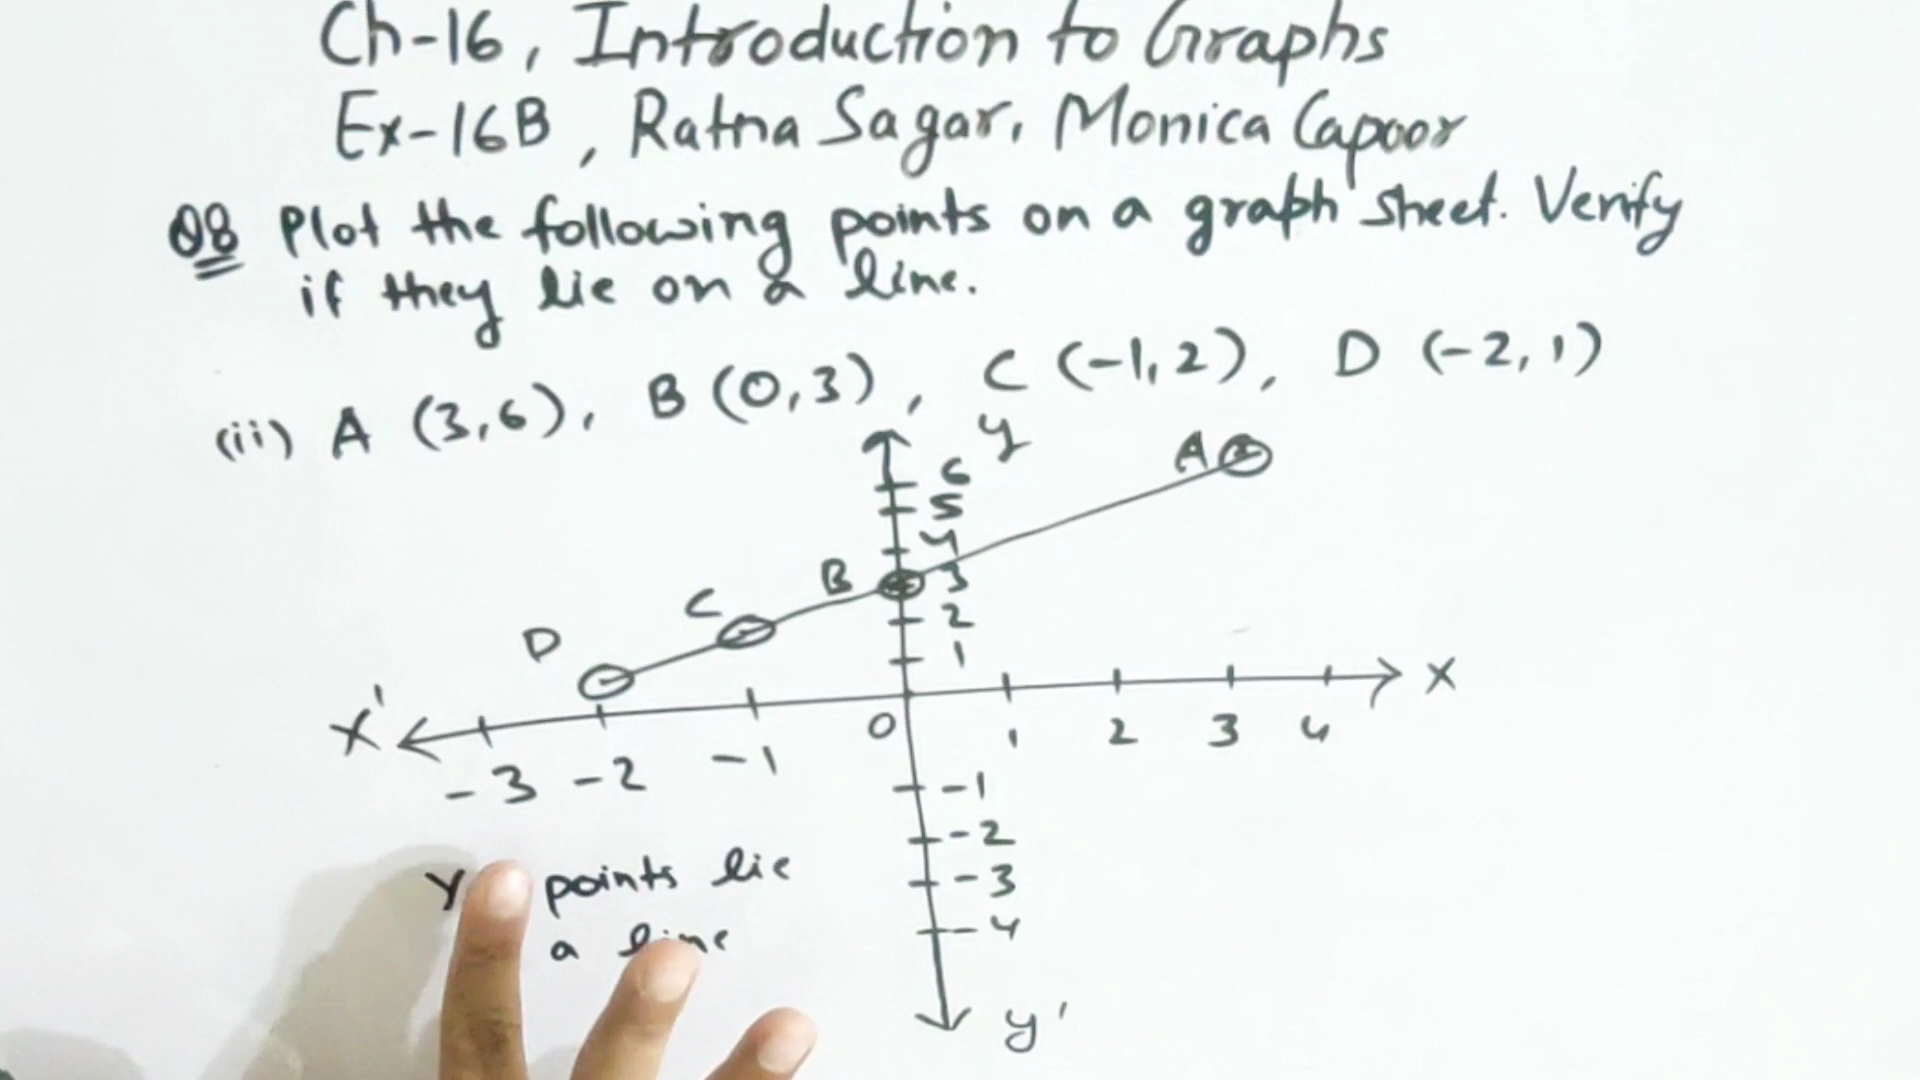 Ch-16, Introduction to Graphs
Ex-16B, Ratna Sagar, Monica Capoor
Q8 Plot the following points on a graph sheet. Verify
if they lie on a line.
(ii) A (3,6), B (0,3), C (-1,2), D (-2,1)
y
A
6
5
4
B 3
C 2
D 1
X' X
-3 -2 -1 0 1 2 3 4
-1
-2
-3
-4
points lie
a line
y'